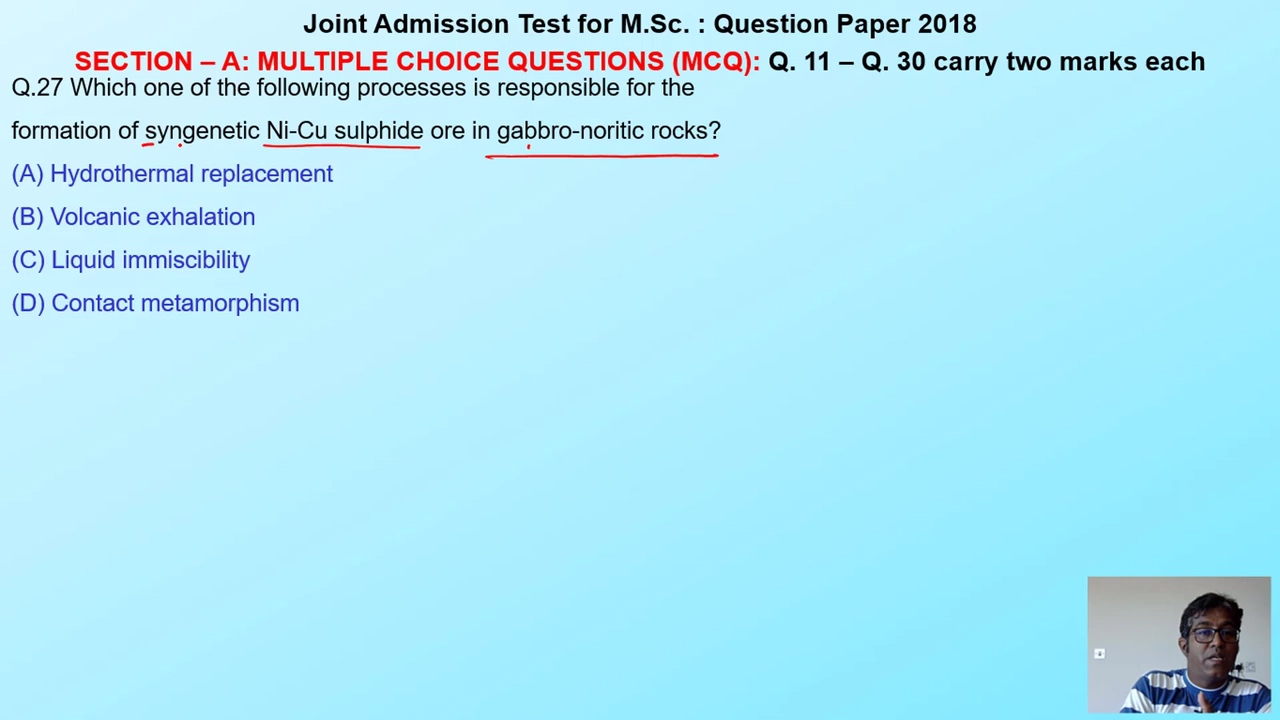 Joint Admission Test for M.Sc. : Question Paper 2018
SECTION – A: MULTIPLE CHOICE QUESTIONS (MCQ): Q. 11 – Q. 30 carry two marks each
Q.27 Which one of the following processes is responsible for the
formation of syngenetic Ni-Cu sulphide ore in gabbro-noritic rocks?
(A) Hydrothermal replacement
(B) Volcanic exhalation
(C) Liquid immiscibility
(D) Contact metamorphism